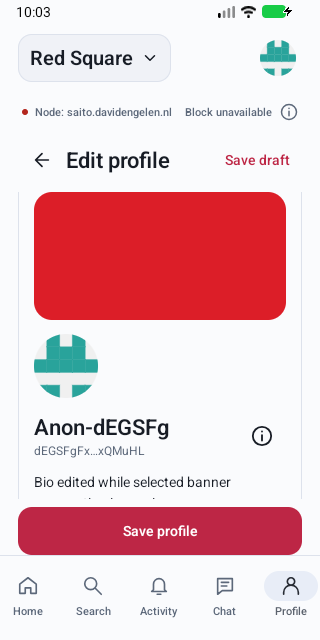 10:03
Red Square
Node: saito.davidengelen.nl Block unavailable
Edit profile
Save draft
Anon-dEGSFg
dEGSFgFx...xQMuHL
Bio edited while selected banner
Save profile
Home
Search
Activity
Chat
Profile